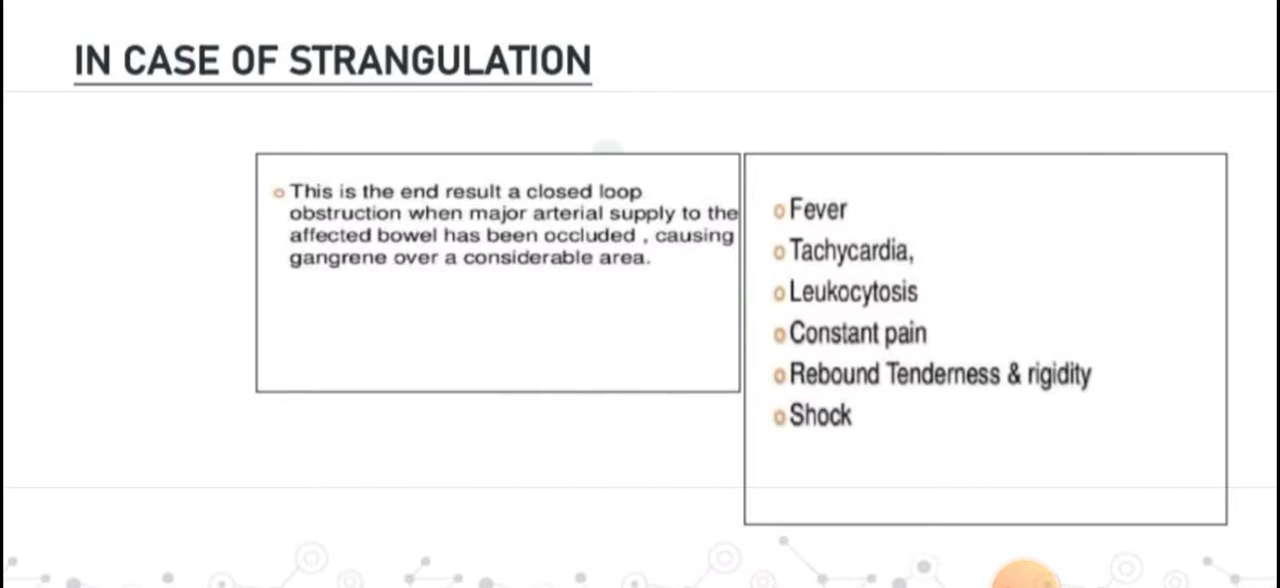 IN CASE OF STRANGULATION
This is the end result a closed loop
obstruction when major arterial supply to the
affected bowel has been occluded , causing
gangrene over a considerable area.
Fever
Tachycardia,
Leukocytosis
Constant pain
Rebound Tenderness & rigidity
Shock